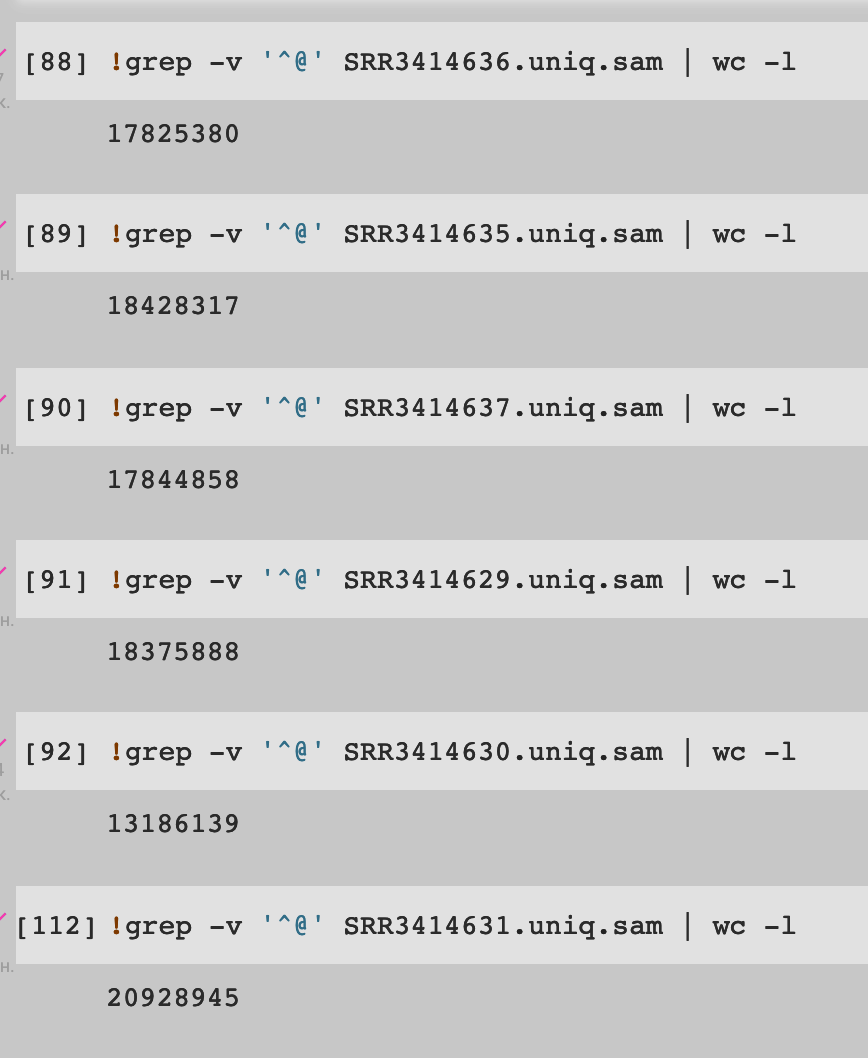 [88] !grep -v '^@' SRR3414636.uniq.sam | wc -l
17825380
[89] !grep -v '^@' SRR3414635.uniq.sam | wc -l
18428317
[90] !grep -v '^@' SRR3414637.uniq.sam | wc -l
17844858
[91] !grep -v '^@' SRR3414629.uniq.sam | wc -l
18375888
[92] !grep -v '^@' SRR3414630.uniq.sam | wc -l
13186139
[112] !grep -v '^@' SRR3414631.uniq.sam | wc -l
20928945